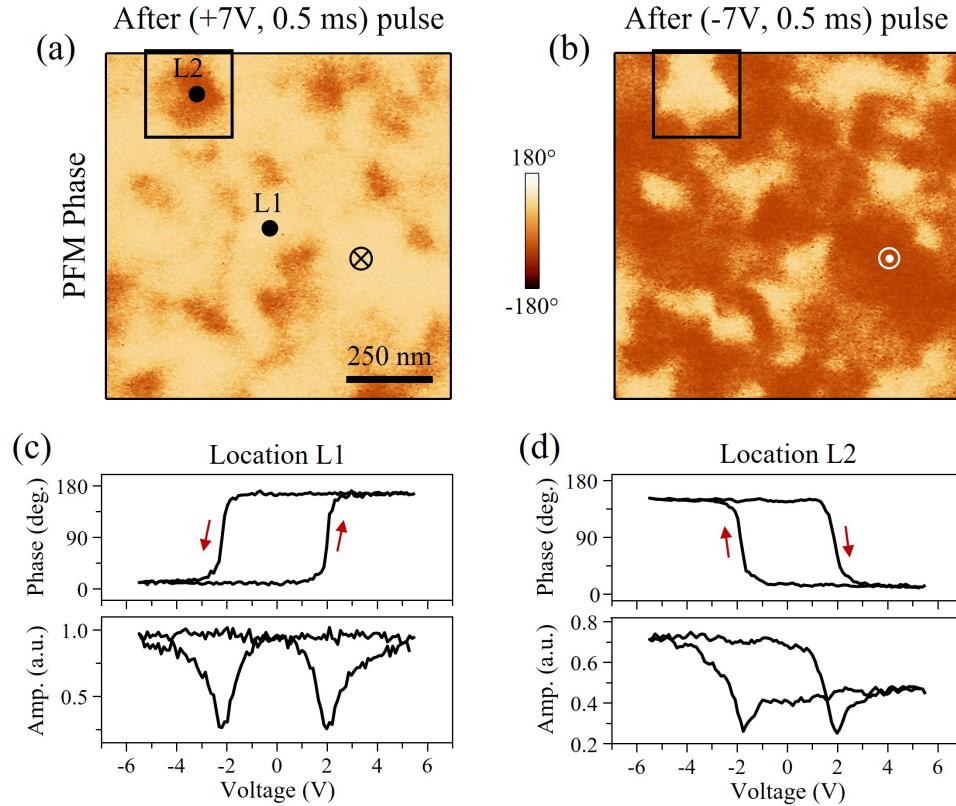 After (+7V, 0.5 ms) pulse
After (-7V, 0.5 ms) pulse
(a)
(b)
L2
L1
PFM Phase
250 nm
180°
-180°
(c)
Location L1
Phase (deg.)
180
90
0
Amp. (a.u.)
1.0
0.5
-6 -4 -2 0 2 4 6
Voltage (V)
(d)
Location L2
Phase (deg.)
180
90
0
Amp. (a.u.)
0.8
0.6
0.4
0.2
-6 -4 -2 0 2 4 6
Voltage (V)